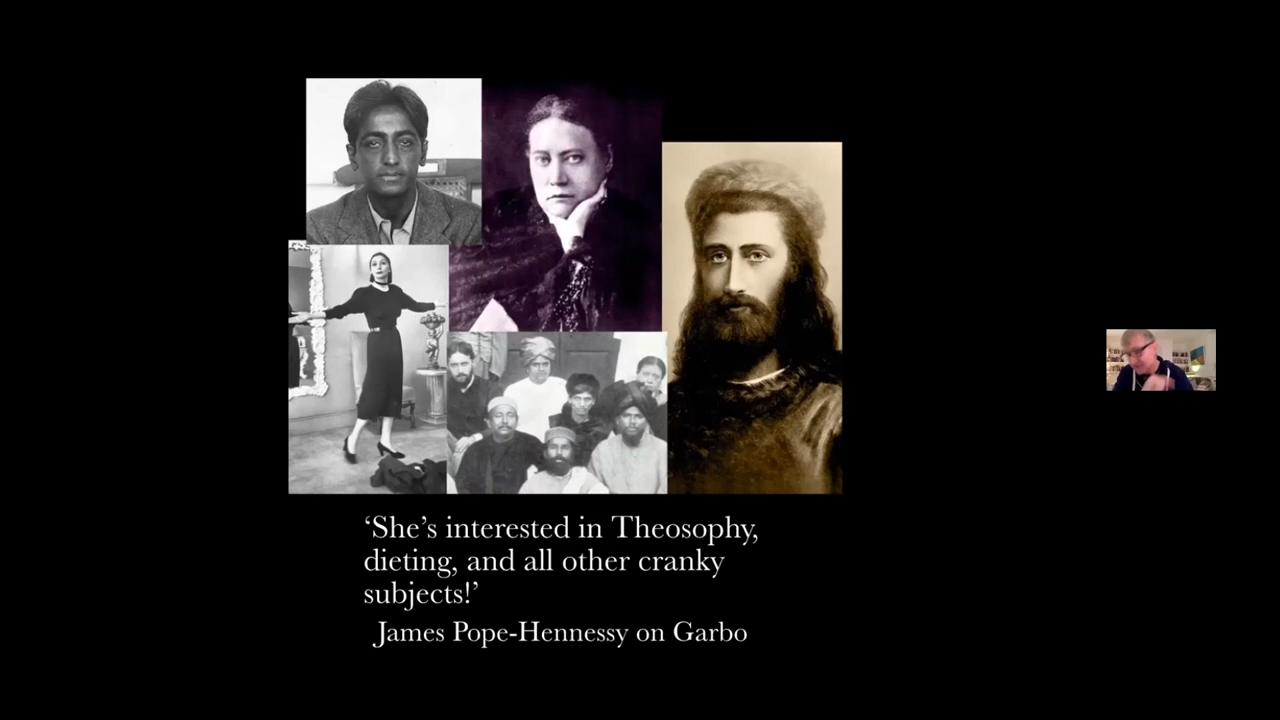 ‘She’s interested in Theosophy,
dieting, and all other cranky
subjects!’
James Pope-Hennessy on Garbo